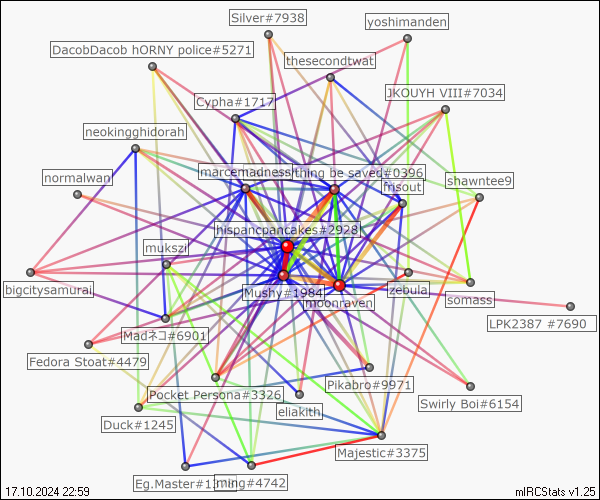 Silver#7938
yoshimanden
DacobDacob hORNY police#5271
thesecondtwat
JKOUYH VIII#7034
Cypha#1717
neokingghidorah
marcemadness
thing be saved#0396
normalwan
frisout
shawntee9
hispancpancakes#2928
mukszi
bigcitysamurai
Mushy#1984
moonraven
zebula
somass
LPK2387 #7690
Madネコ#6901
Fedora Stoat#4479
Pocket Persona#3326
Pikabro#9971
Swirly Boi#6154
eliakith
Duck#1245
Majestic#3375
Eg.Master#13
ming#4742
17.10.2024 22:59
mIRCStats v1.25